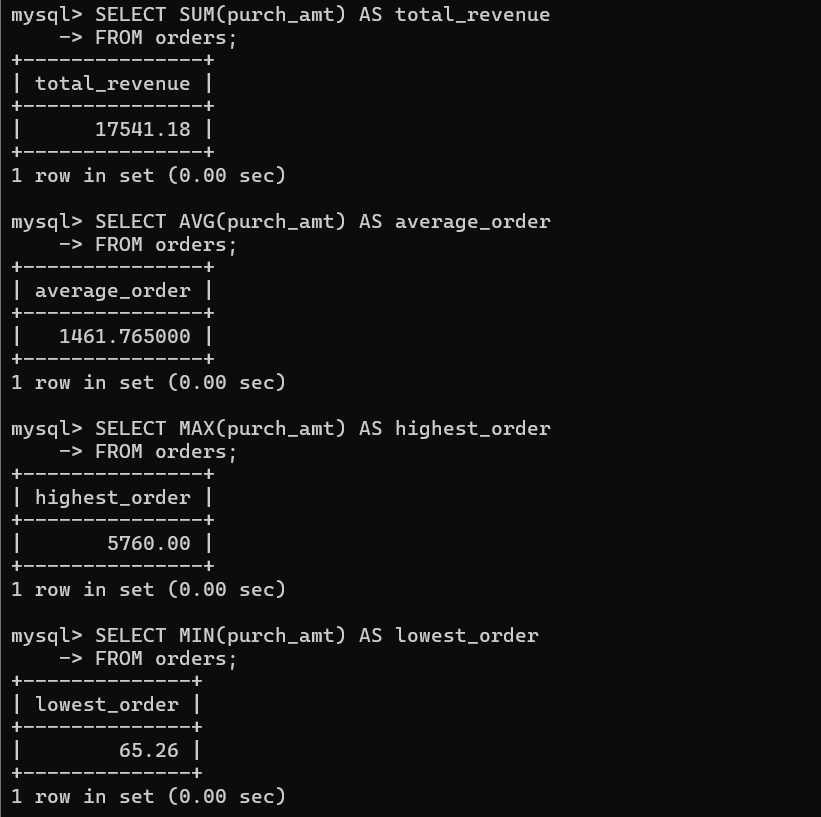 mysql> SELECT SUM(purch_amt) AS total_revenue
    -> FROM orders;
+---------------+
| total_revenue |
+---------------+
|      17541.18 |
+---------------+
1 row in set (0.00 sec)

mysql> SELECT AVG(purch_amt) AS average_order
    -> FROM orders;
+---------------+
| average_order |
+---------------+
|   1461.765000 |
+---------------+
1 row in set (0.00 sec)

mysql> SELECT MAX(purch_amt) AS highest_order
    -> FROM orders;
+---------------+
| highest_order |
+---------------+
|       5760.00 |
+---------------+
1 row in set (0.00 sec)

mysql> SELECT MIN(purch_amt) AS lowest_order
    -> FROM orders;
+--------------+
| lowest_order |
+--------------+
|        65.26 |
+--------------+
1 row in set (0.00 sec)